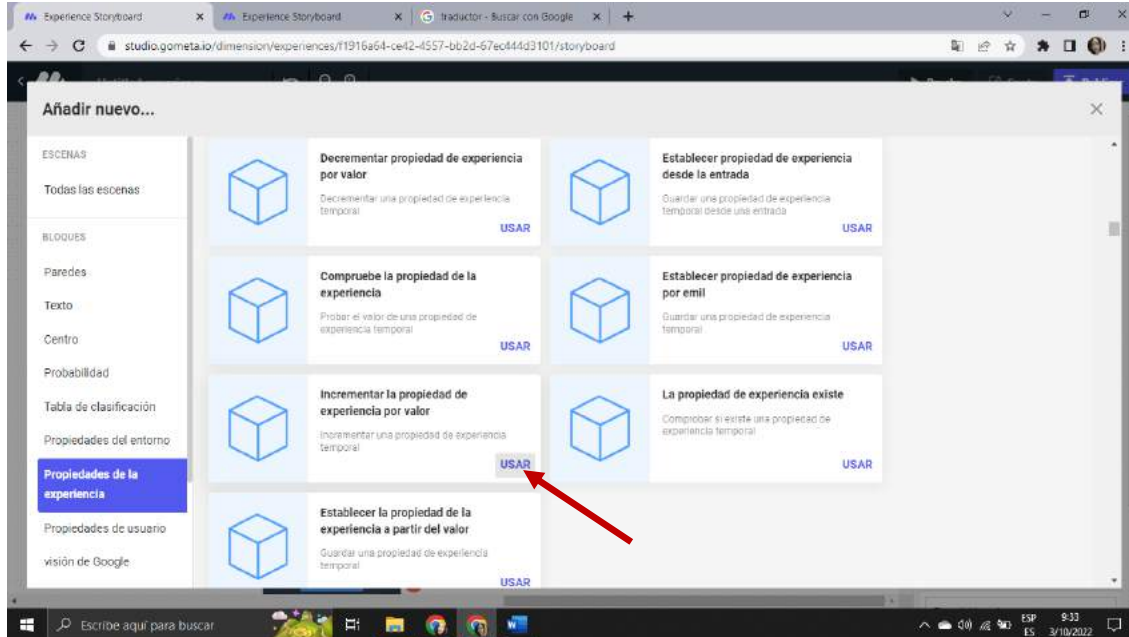 Experience Storyboard
Experience Storyboard
traductor - Buscar con Google
studio.gometa.io/dimension/experiences/f1916a64-ce42-4557-bb2d-67ec444d3101/storyboard
Añadir nuevo...
ESCENAS
Todas las escenas
BLOQUES
Paredes
Texto
Centro
Probabilidad
Tabla de clasificación
Propiedades del entorno
Propiedades de la
experiencia
Propiedades de usuario
visión de Google
Decrementar propiedad de experiencia
por valor
Decrementar una propiedad de experiencia
temporal
USAR
Establecer propiedad de experiencia
desde la entrada
Guardar una propiedad de experiencia
temporal desde una entrada
USAR
Compruebe la propiedad de la
experiencia
Probar el valor de una propiedad de
experiencia temporal
USAR
Establecer propiedad de experiencia
por emil
Guardar una propiedad de experiencia
temporal
USAR
Incrementar la propiedad de
experiencia por valor
Incrementar una propiedad de experiencia
temporal
USAR
La propiedad de experiencia existe
Comprobar si existe una propiedad de
experiencia temporal
USAR
Establecer la propiedad de la
experiencia a partir del valor
Guardar una propiedad de experiencia
temporal
USAR
Escribe aquí para buscar
ESP
ES
9:33
3/10/2022